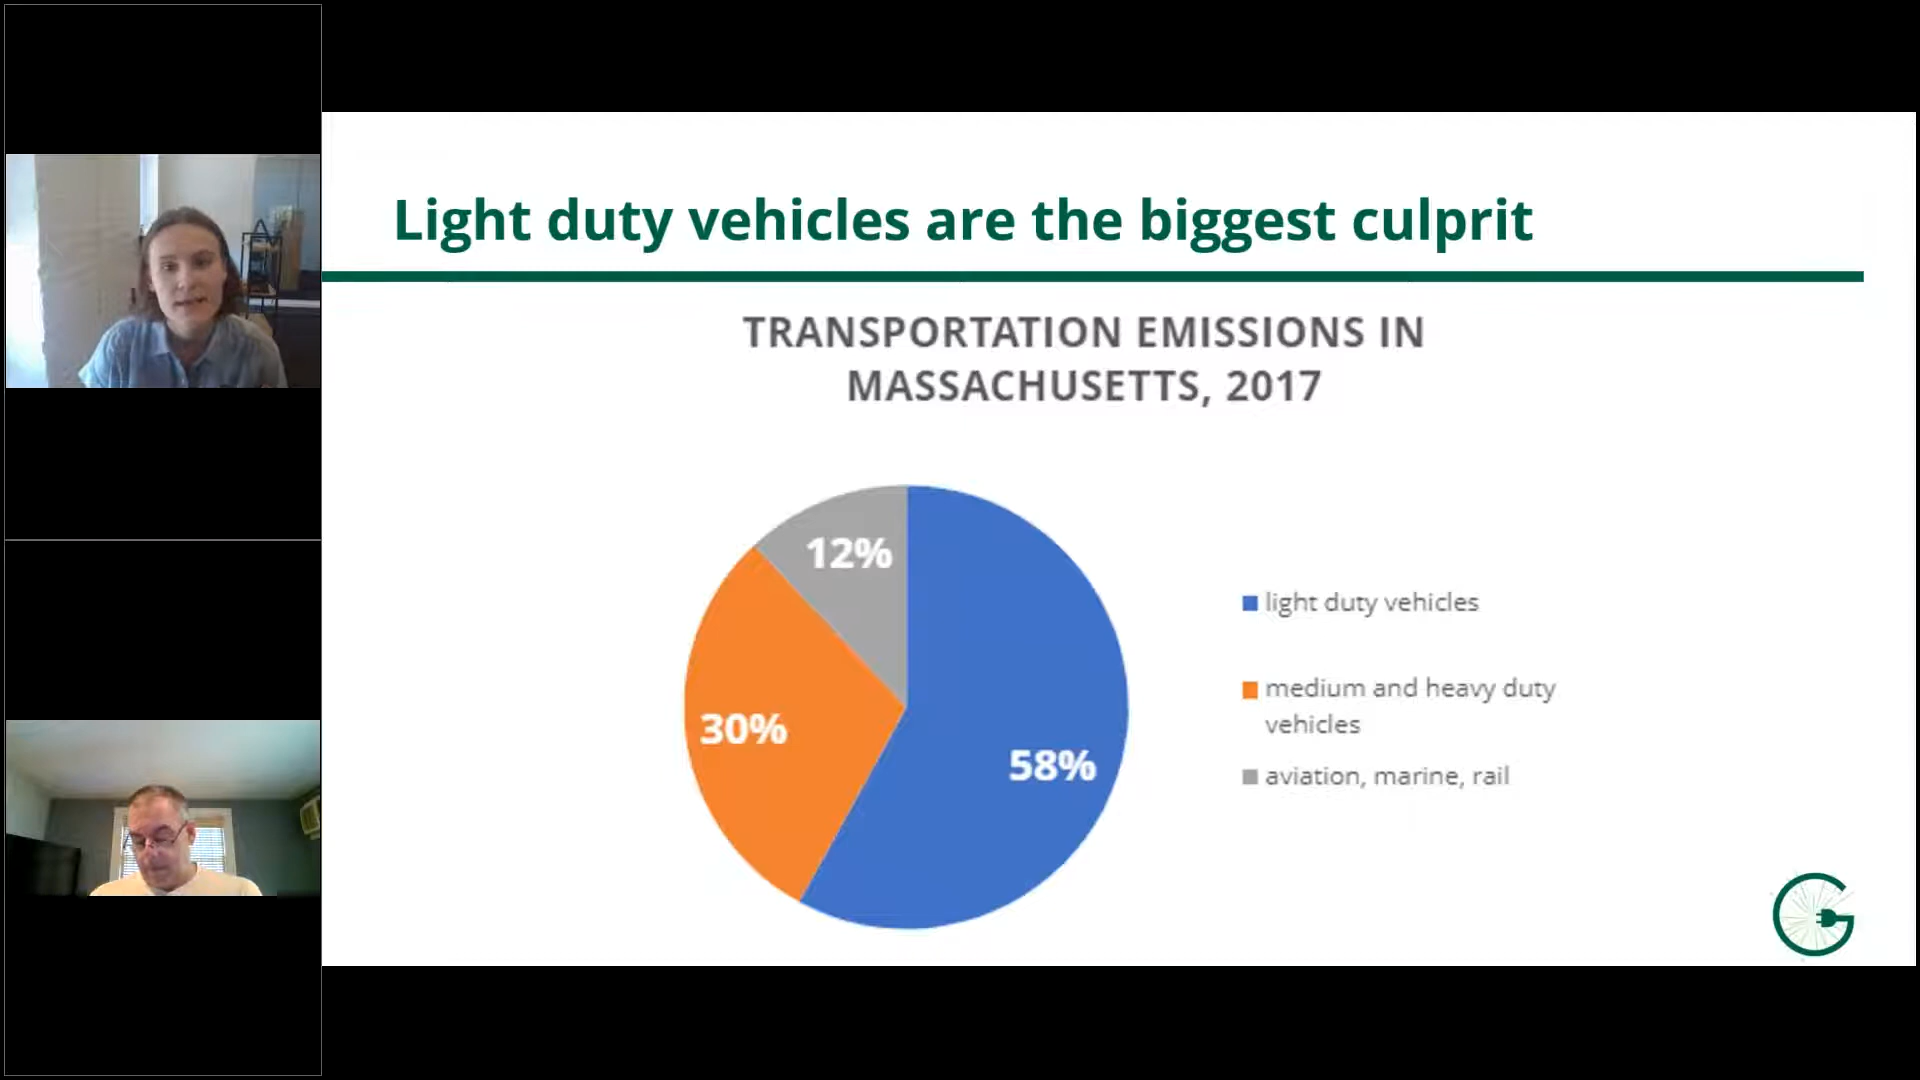 Light duty vehicles are the biggest culprit
TRANSPORTATION EMISSIONS IN
MASSACHUSETTS, 2017
12%
30%
58%
light duty vehicles
medium and heavy duty
vehicles
aviation, marine, rail